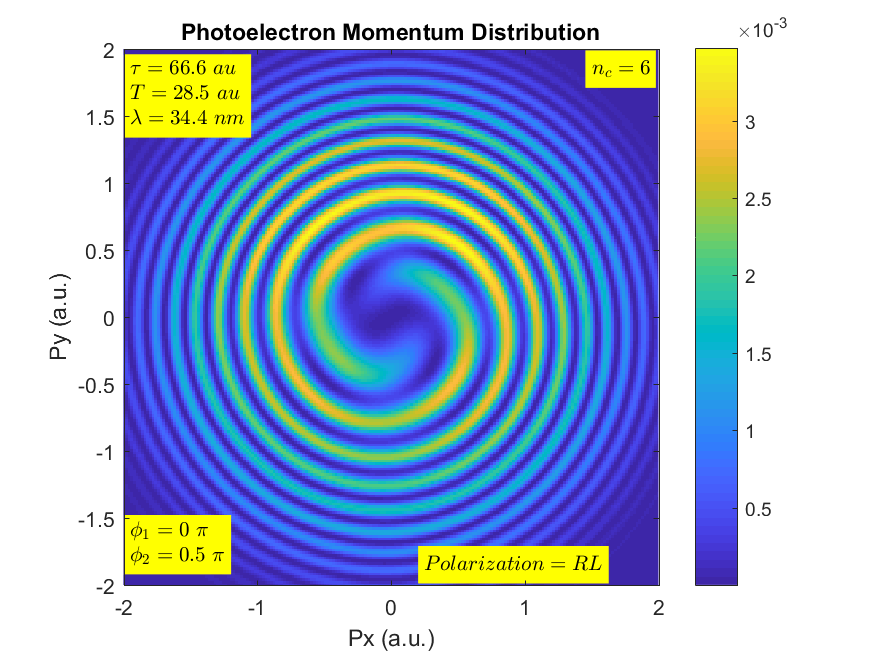 Photoelectron Momentum Distribution
×10⁻³
τ = 66.6 au
T = 28.5 au
λ = 34.4 nm
n_c = 6
2
1.5
1
0.5
0
-0.5
-1
-1.5
-2
Py (a.u.)
ϕ₁ = 0 π
ϕ₂ = 0.5 π
Polarization = RL
-2
-1
0
1
2
Px (a.u.)
3
2.5
2
1.5
1
0.5